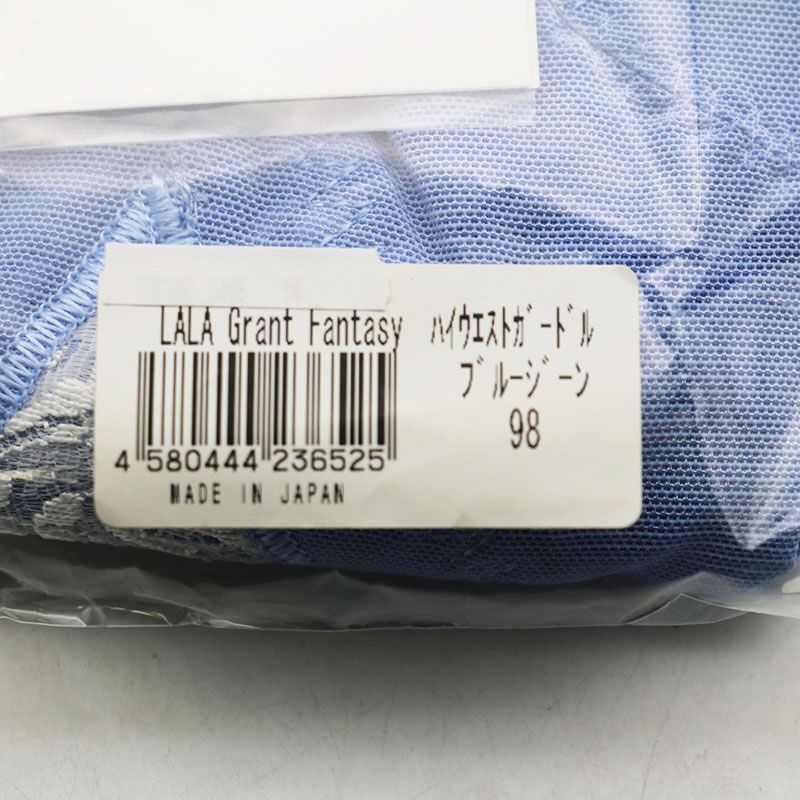 LALA Grant Fantasy ﾊｲｳｴｽﾄｶﾞｰﾄﾞﾙ
ﾌﾞﾙｰｼﾞｰﾝ
98
4 580444 236525
MADE IN JAPAN